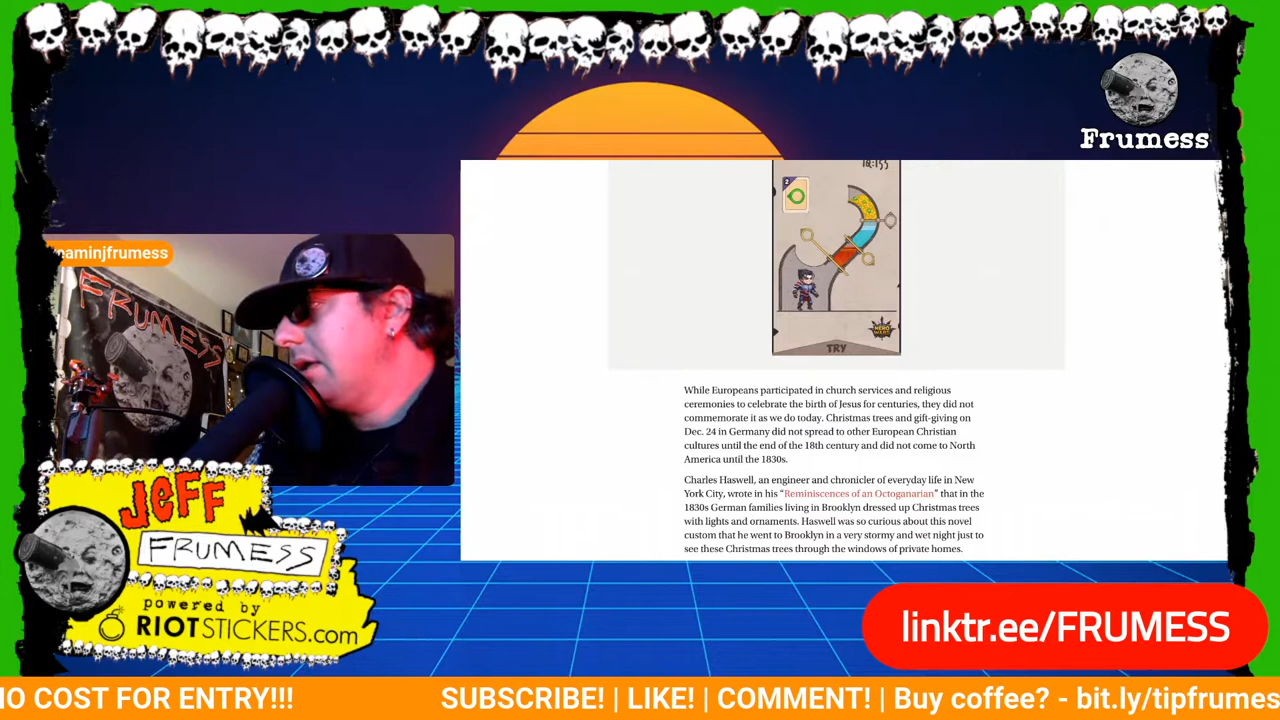 Frumess
2
TRY
HERO
WARS
While Europeans participated in church services and religious
ceremonies to celebrate the birth of Jesus for centuries, they did not
commemorate it as we do today. Christmas trees and gift-giving on
Dec. 24 in Germany did not spread to other European Christian
cultures until the end of the 18th century and did not come to North
America until the 1830s.
Charles Haswell, an engineer and chronicler of everyday life in New
York City, wrote in his “Reminiscences of an Octoganarian” that in the
1830s German families living in Brooklyn dressed up Christmas trees
with lights and ornaments. Haswell was so curious about this novel
custom that he went to Brooklyn in a very stormy and wet night just to
see these Christmas trees through the windows of private homes.
FRUMESS
JEFF
FRUMESS
powered by
RIOTSTICKERS.com
linktr.ee/FRUMESS
COST FOR ENTRY!!! SUBSCRIBE! | LIKE! | COMMENT! | Buy coffee? - bit.ly/tipfrumes